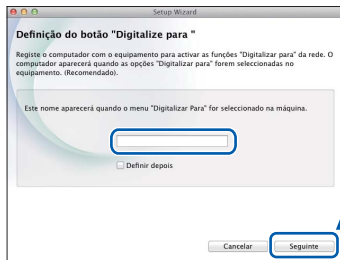 Setup Wizard
Definição do botão "Digitalize para "
Registe o computador com o equipamento para activar as funções "Digitalizar para" da rede. O
computador aparecerá quando as opções "Digitalizar para" forem seleccionadas no
equipamento. (Recomendado).
Este nome aparecerá quando o menu "Digitalizar Para" for seleccionado na máquina.
Definir depois
Cancelar
Seguinte